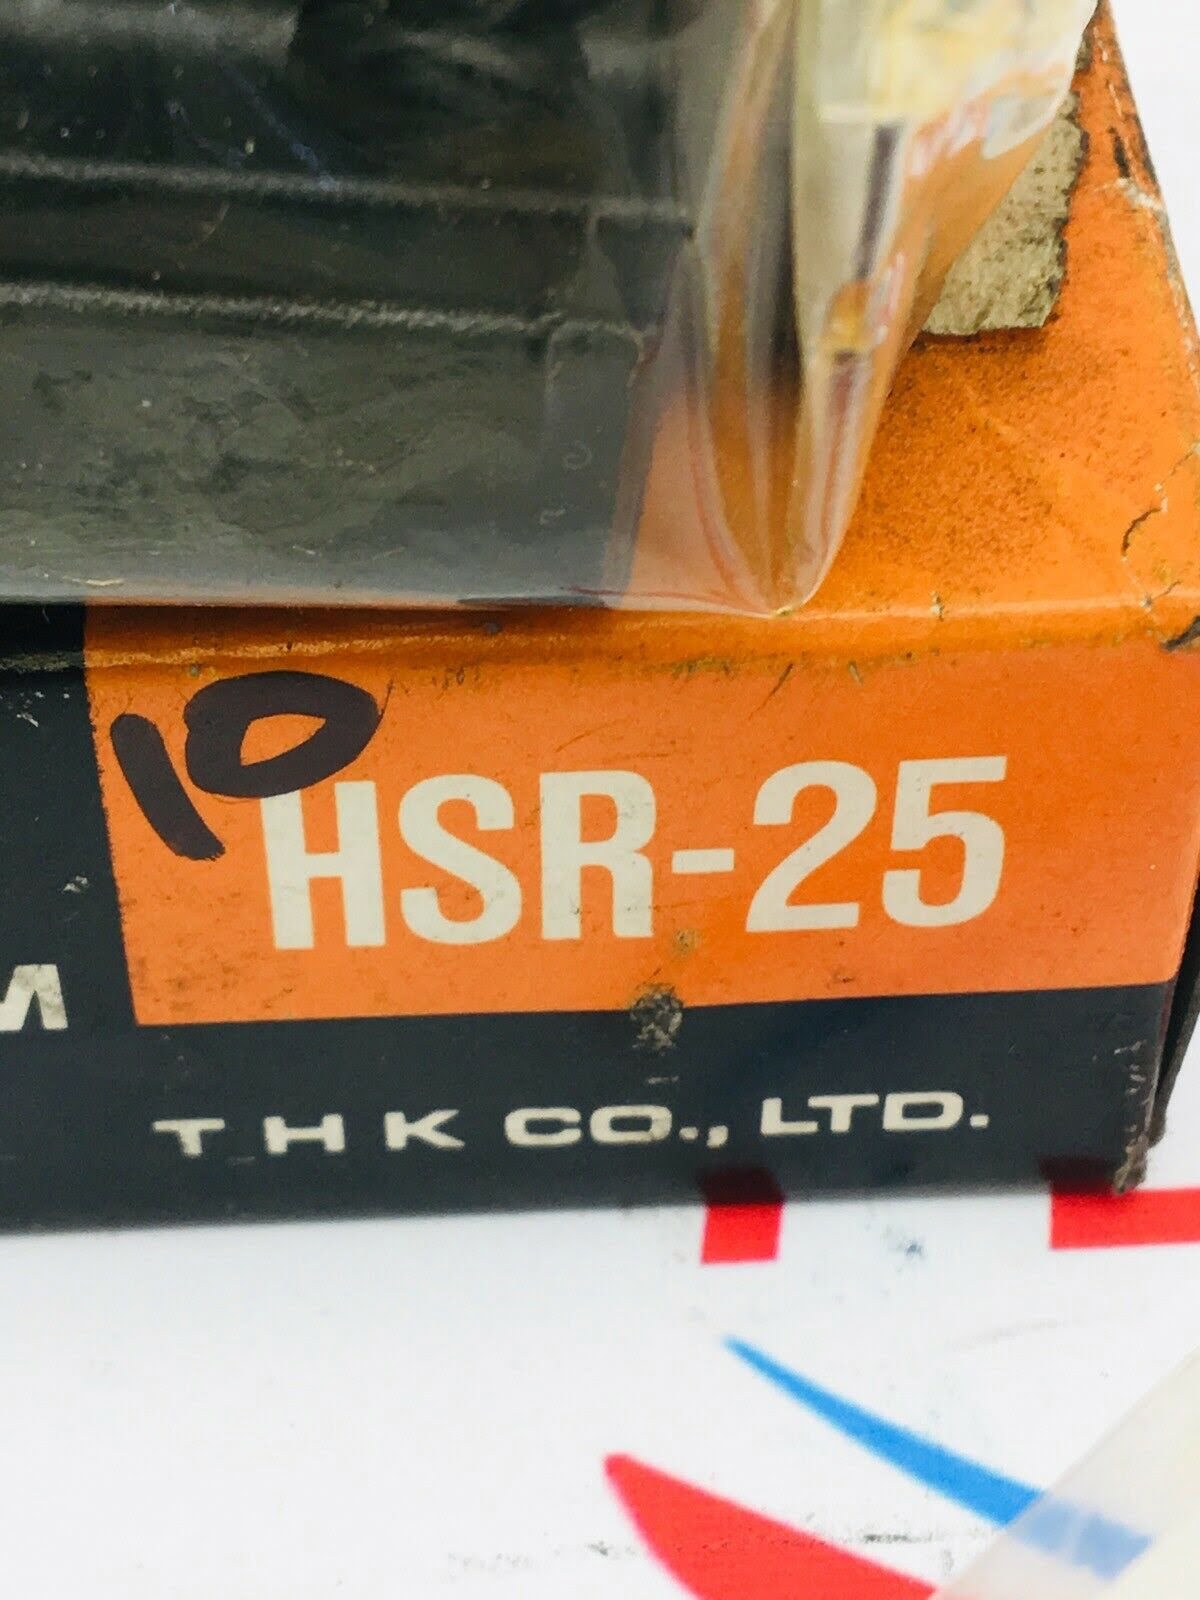 10
HSR-25
M
THK CO., LTD.